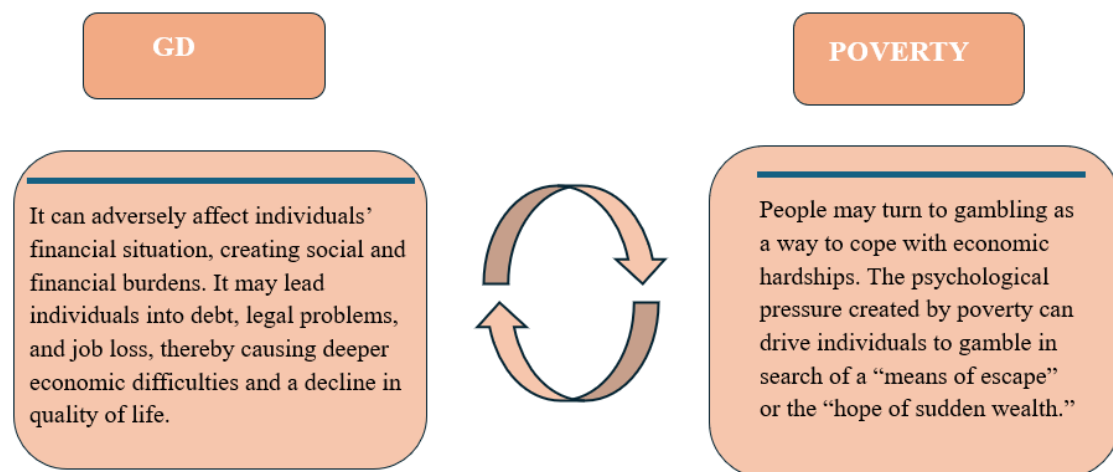 GD
POVERTY
It can adversely affect individuals’
financial situation, creating social and
financial burdens. It may lead
individuals into debt, legal problems,
and job loss, thereby causing deeper
economic difficulties and a decline in
quality of life.
People may turn to gambling as
a way to cope with economic
hardships. The psychological
pressure created by poverty can
drive individuals to gamble in
search of a “means of escape”
or the “hope of sudden wealth.”